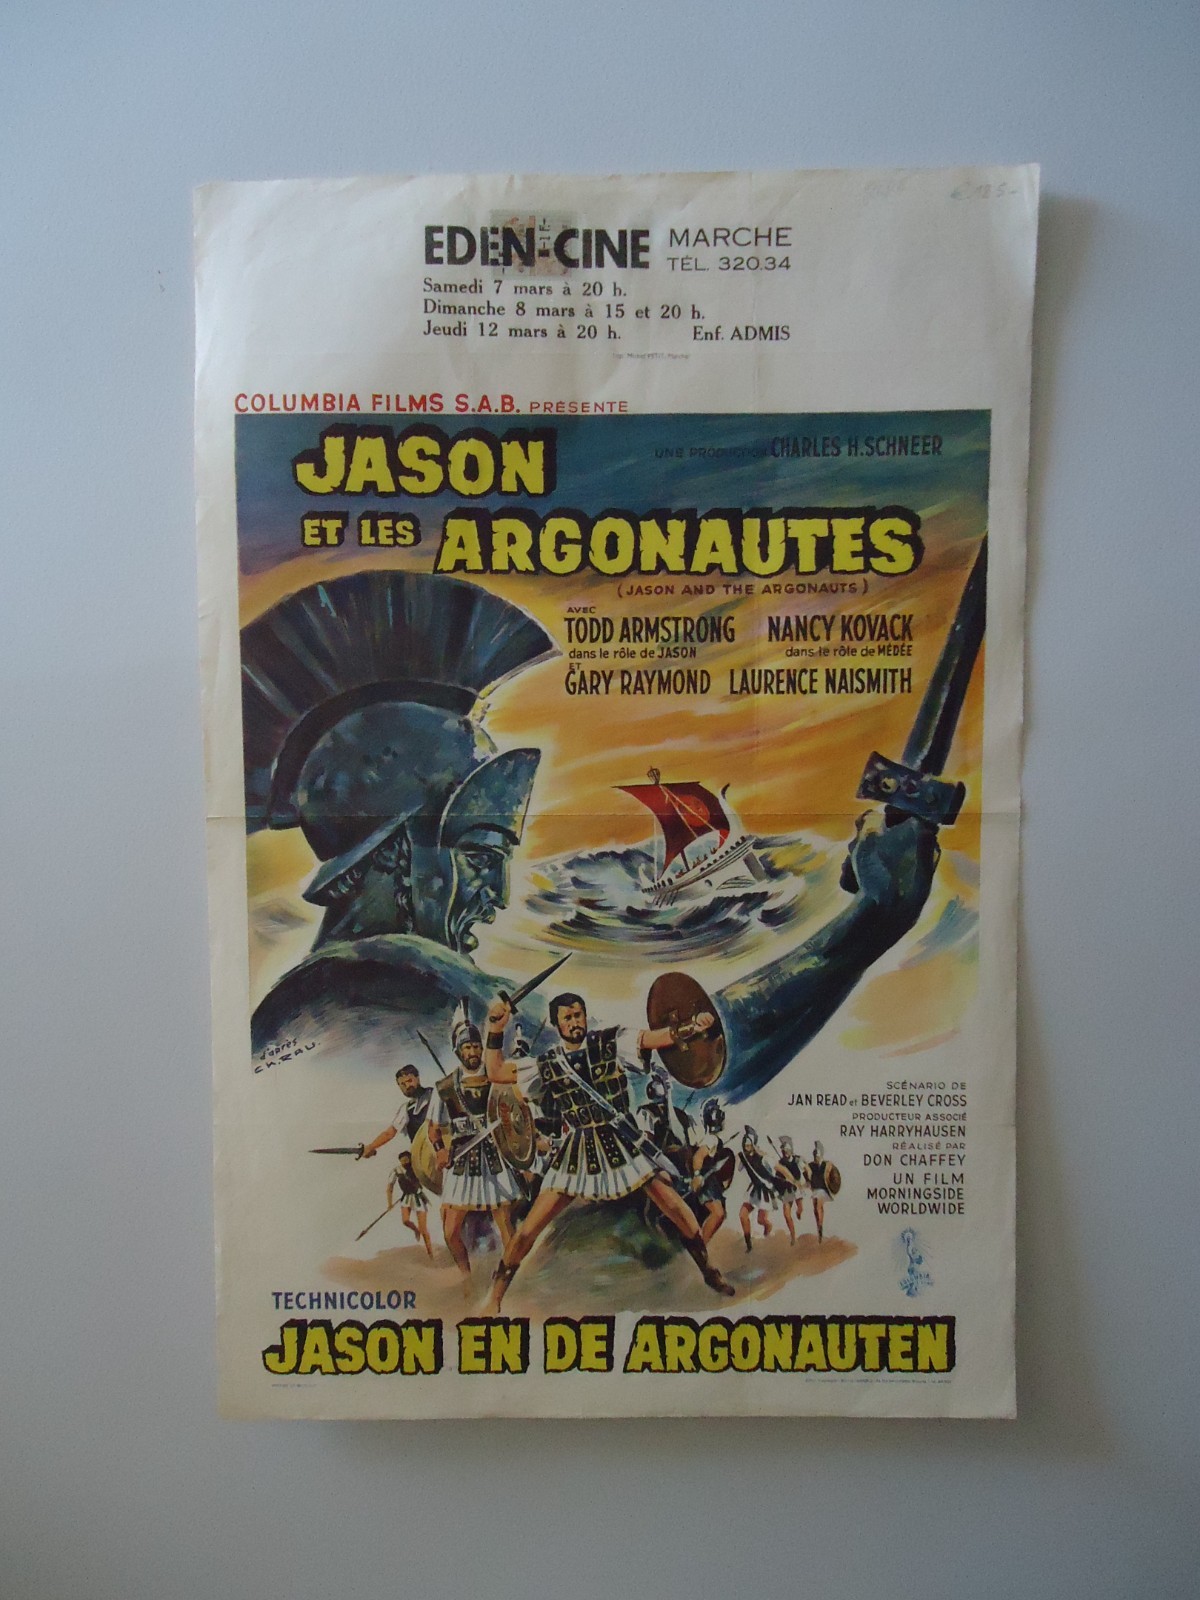 EDEN-CINE MARCHE
TÉL. 320.34
Samedi 7 mars à 20 h.
Dimanche 8 mars à 15 et 20 h.
Jeudi 12 mars à 20 h. Enf. ADMIS
COLUMBIA FILMS S.A.B. PRÉSENTE
UNE PRODUCTION CHARLES H. SCHNEER
JASON
ET LES ARGONAUTES
(JASON AND THE ARGONAUTS)
AVEC
TODD ARMSTRONG NANCY KOVACK
dans le rôle de JASON dans le rôle de MÉDÉE
ET
GARY RAYMOND LAURENCE NAISMITH
d'après
CH. RAU.
SCÉNARIO DE
JAN READ et BEVERLEY CROSS
PRODUCTEUR ASSOCIÉ
RAY HARRYHAUSEN
RÉALISÉ PAR
DON CHAFFEY
UN FILM
MORNINGSIDE
WORLDWIDE
TECHNICOLOR
JASON EN DE ARGONAUTEN